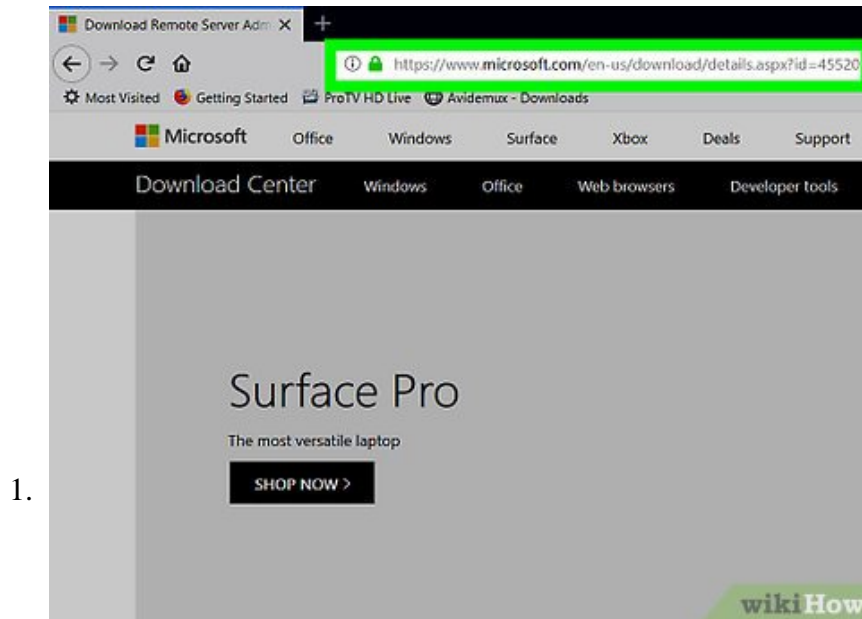 Download Remote Server Adm
https://www.microsoft.com/en-us/download/details.aspx?id=45520
Most Visited Getting Started ProTV HD Live Avidemux - Downloads
Microsoft Office Windows Surface Xbox Deals Support
Download Center Windows Office Web browsers Developer tools
Surface Pro
The most versatile laptop
SHOP NOW >
1.
wikiHow